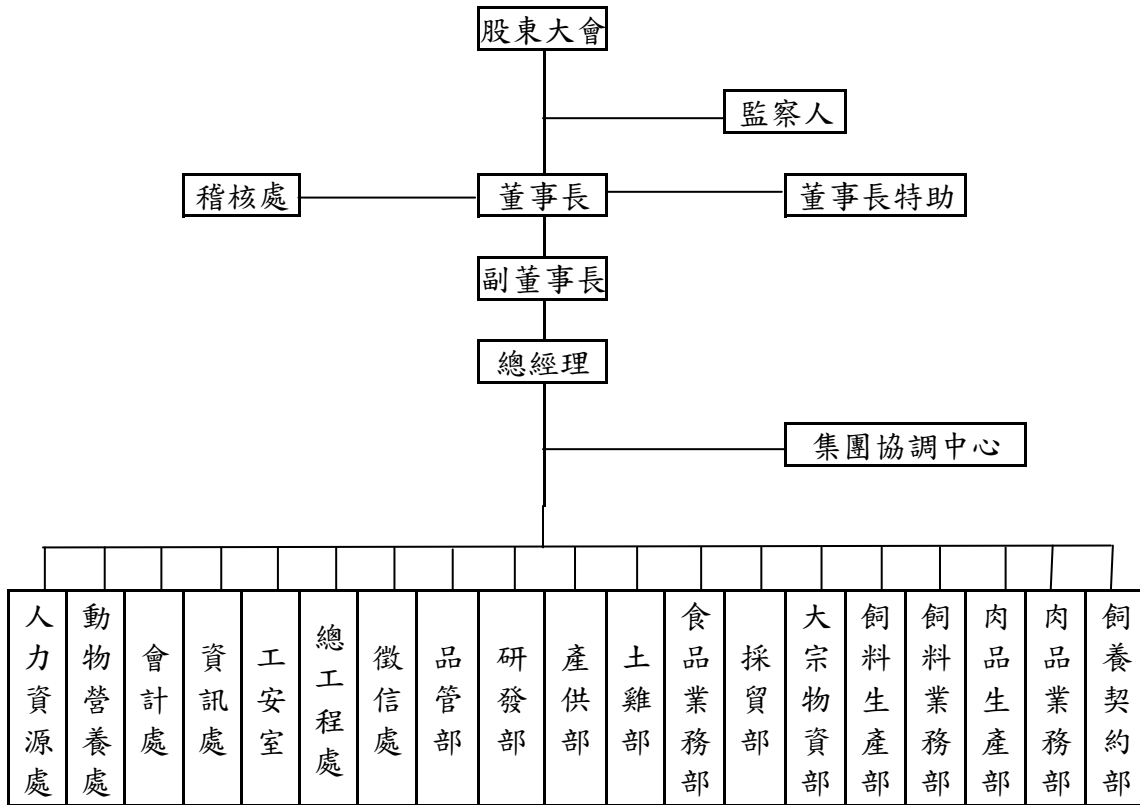 股東大會
監察人
稽核處
董事長
董事長特助
副董事長
總經理
集團協調中心
人力資源處
動物營養處
會計處
資訊處
工安室
總工程處
徵信處
品管部
研發部
產供部
土雞部
食品業務部
採貿部
大宗物資部
飼料生產部
飼料業務部
肉品生產部
肉品業務部
飼養契約部